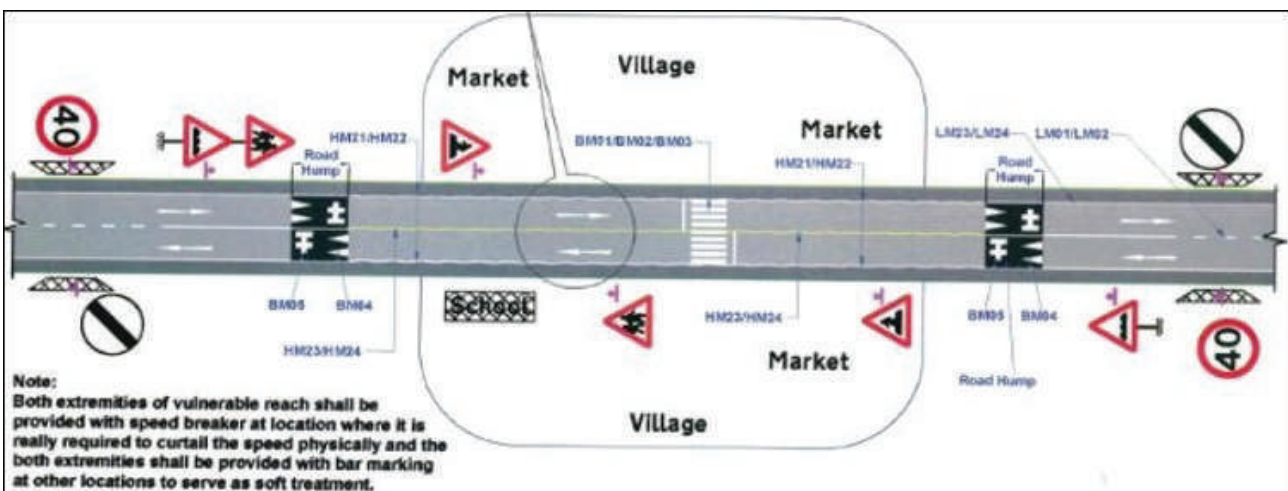 Village
Market
40
HM21/HM22
BM01/BM02/BM03
Market
LM23/LM24
LM01/LM02
Road
Hump
HM21/HM22
Road
Hump
BM05
BM04
School
HM23/HM24
BM05
BM04
HM23/HM24
Market
Road Hump
40
Village
Note:
Both extremities of vulnerable reach shall be
provided with speed breaker at location where it is
really required to curtail the speed physically and the
both extremities shall be provided with bar marking
at other locations to serve as soft treatment.